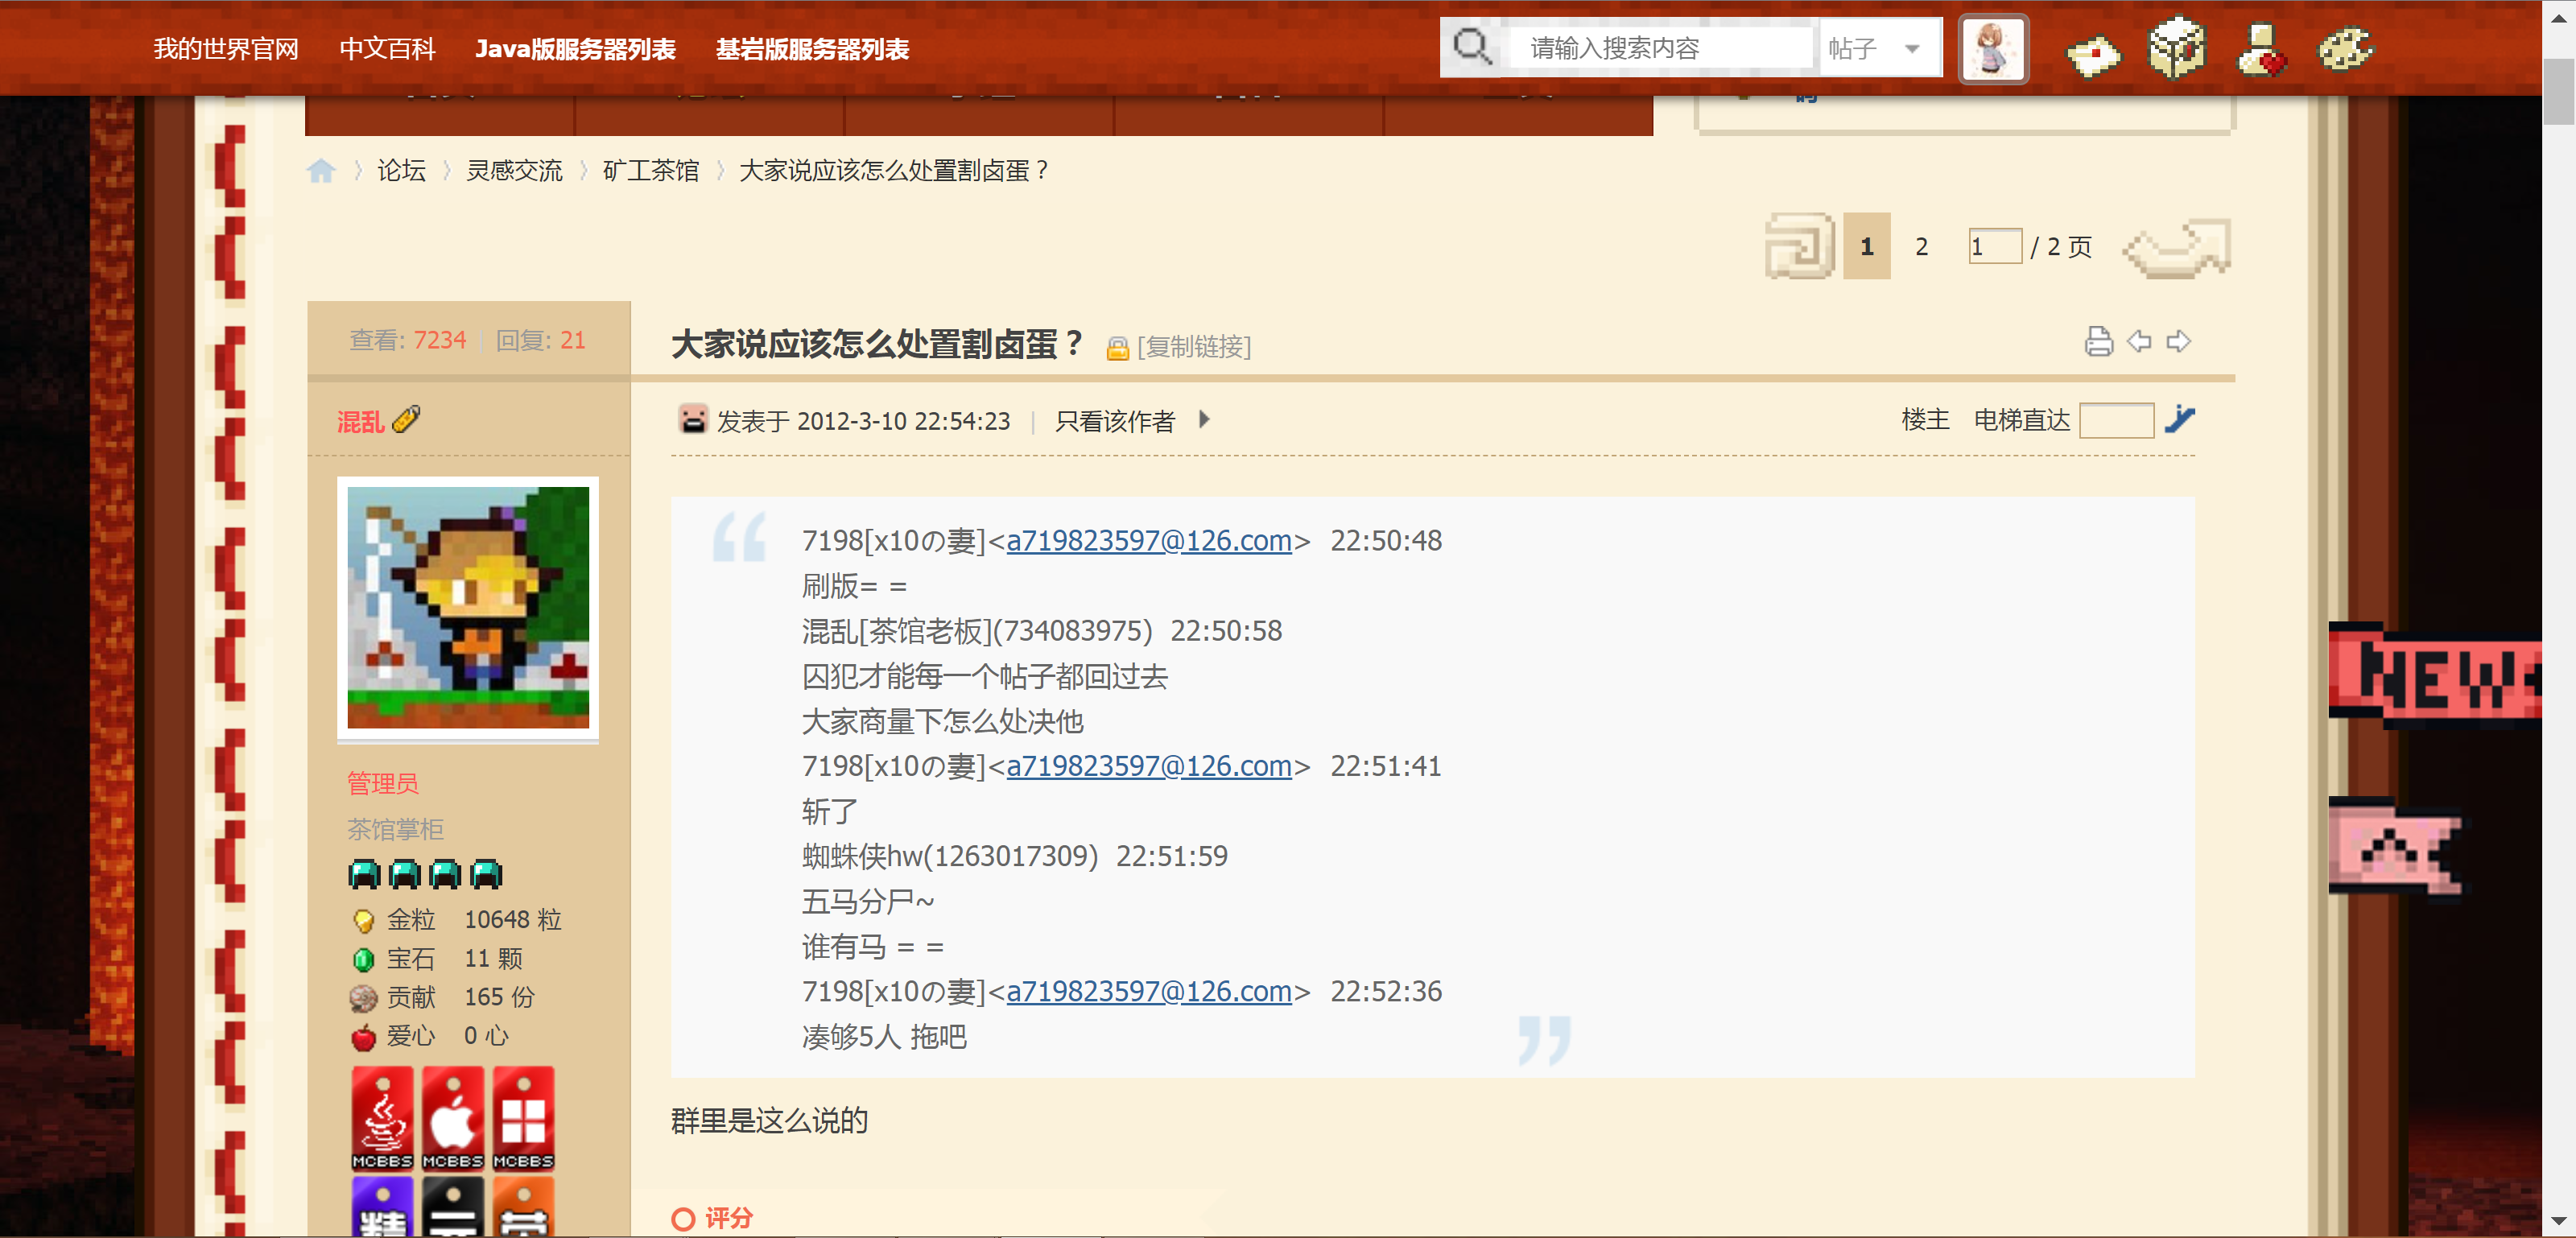 我的世界官网 中文百科 Java版服务器列表 基岩版服务器列表
请输入搜索内容 帖子
论坛 灵感交流 矿工茶馆 大家说应该怎么处置割卤蛋？
1 2 1 / 2 页
查看: 7234 | 回复: 21
大家说应该怎么处置割卤蛋？ [复制链接]
混乱
发表于 2012-3-10 22:54:23 | 只看该作者
楼主 电梯直达
7198[x10の妻]<a719823597@126.com> 22:50:48
刷版= =
混乱[茶馆老板](734083975) 22:50:58
囚犯才能每一个帖子都回过去
大家商量下怎么处决他
7198[x10の妻]<a719823597@126.com> 22:51:41
斩了
蜘蛛侠hw(1263017309) 22:51:59
五马分尸~
谁有马 = =
7198[x10の妻]<a719823597@126.com> 22:52:36
凑够5人 拖吧
群里是这么说的
评分
管理员
茶馆掌柜
金粒 10648 粒
宝石 11 颗
贡献 165 份
爱心 0 心
MCBBS MCBBS MCBBS
NEW